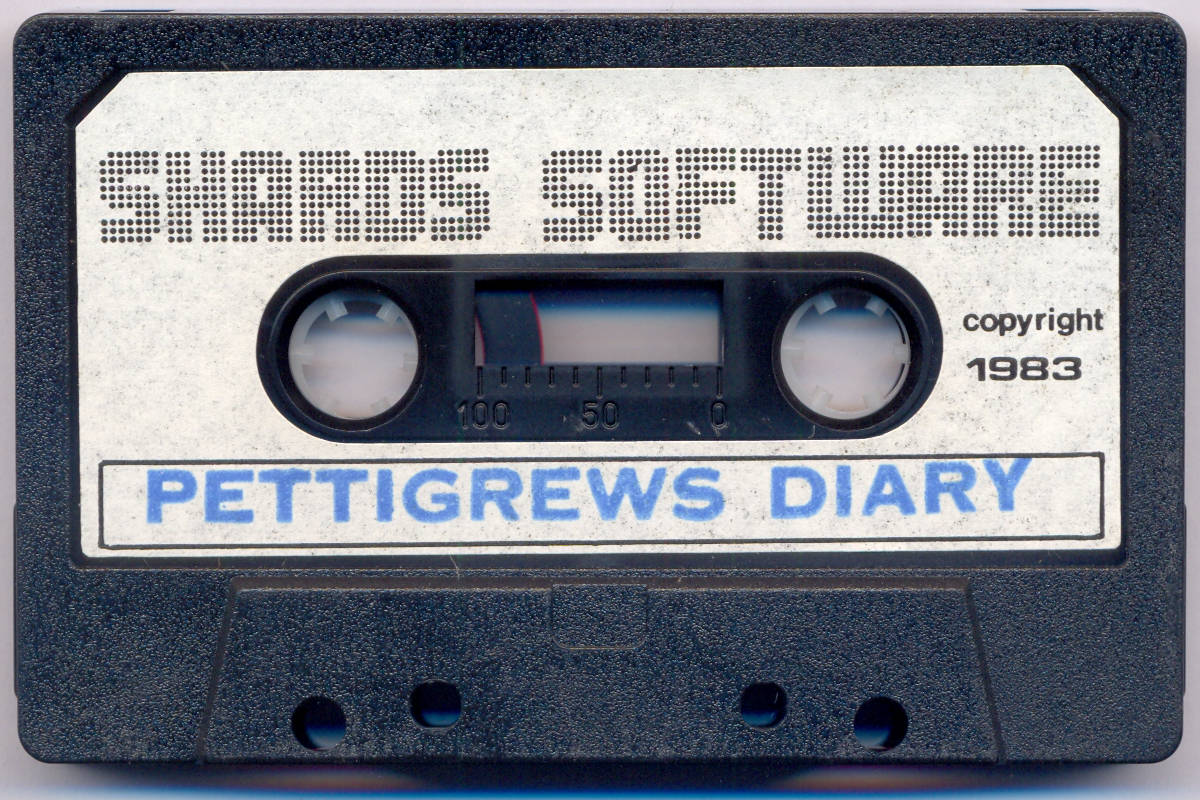 SHARDS SOFTWARE
copyright
1983
100 50 0
PETTIGREWS DIARY